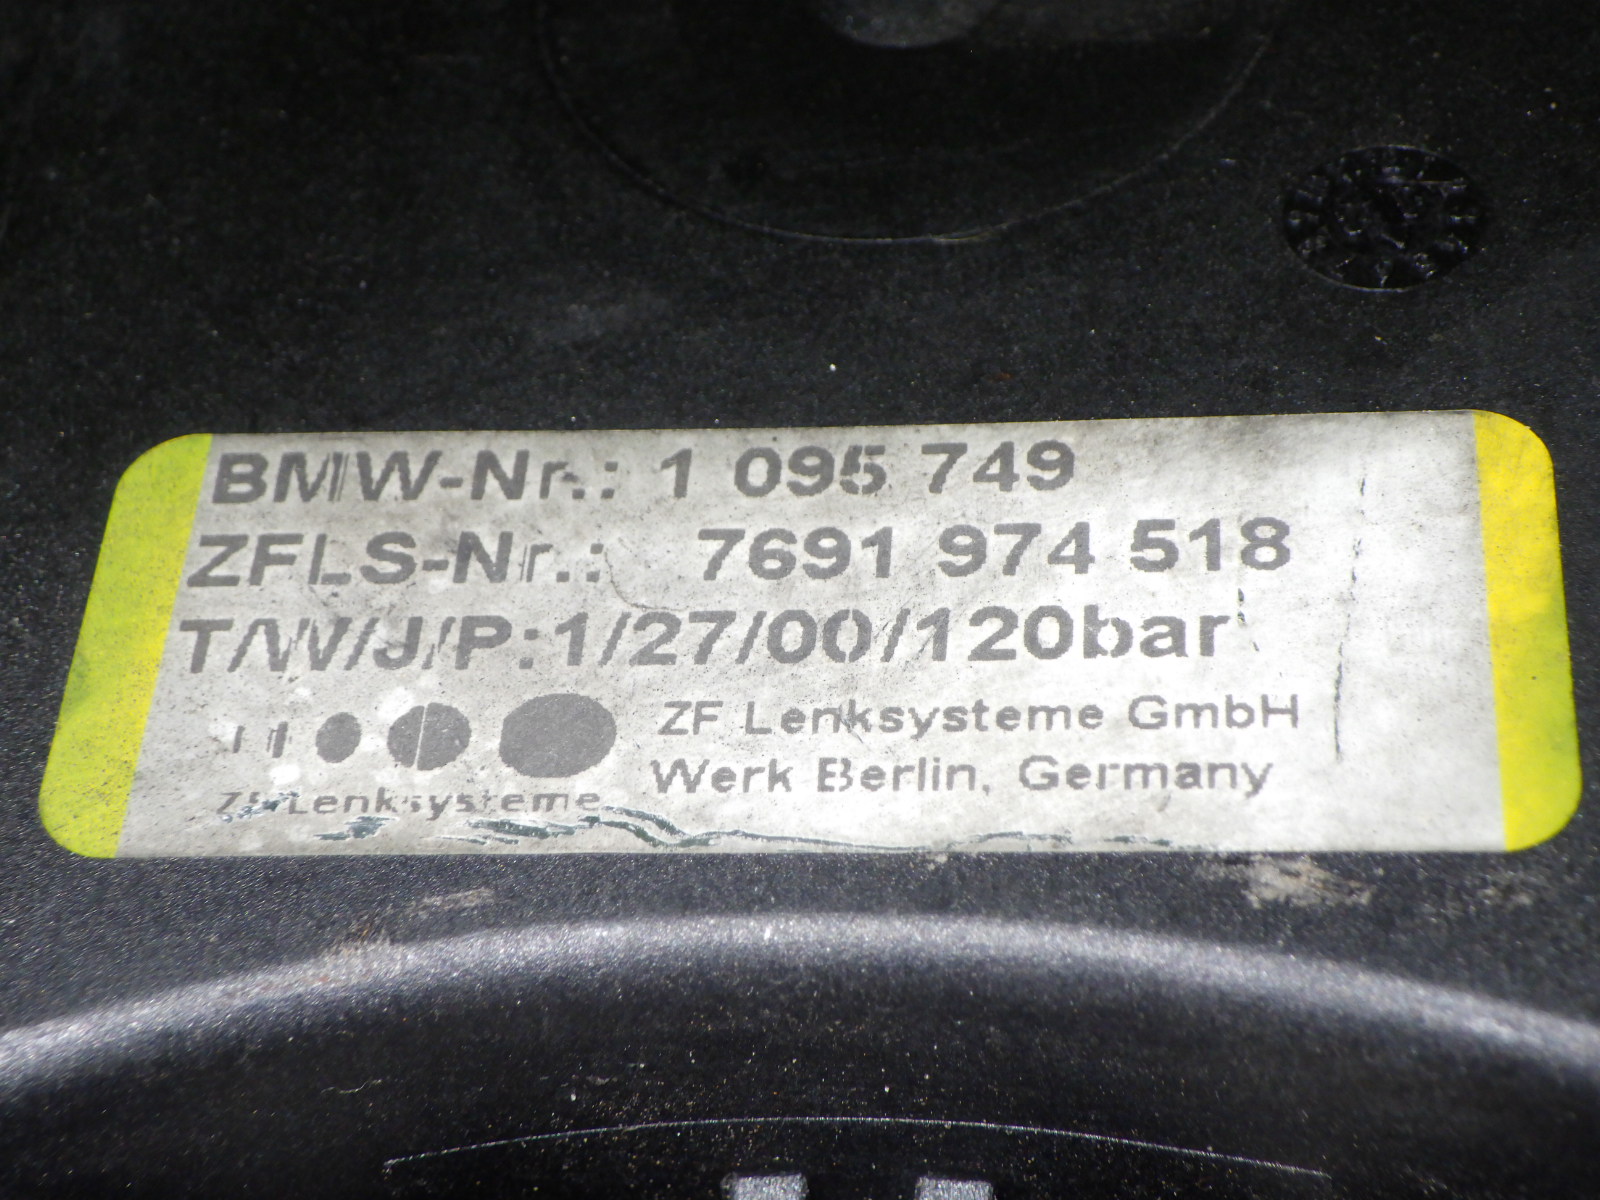 BMW-Nr.: 1 095 749
ZFLS-Nr.: 7691 974 518
T/W/J/P:1/27/00/120bar
ZF Lenksysteme GmbH
Werk Berlin, Germany
ZF Lenksysteme